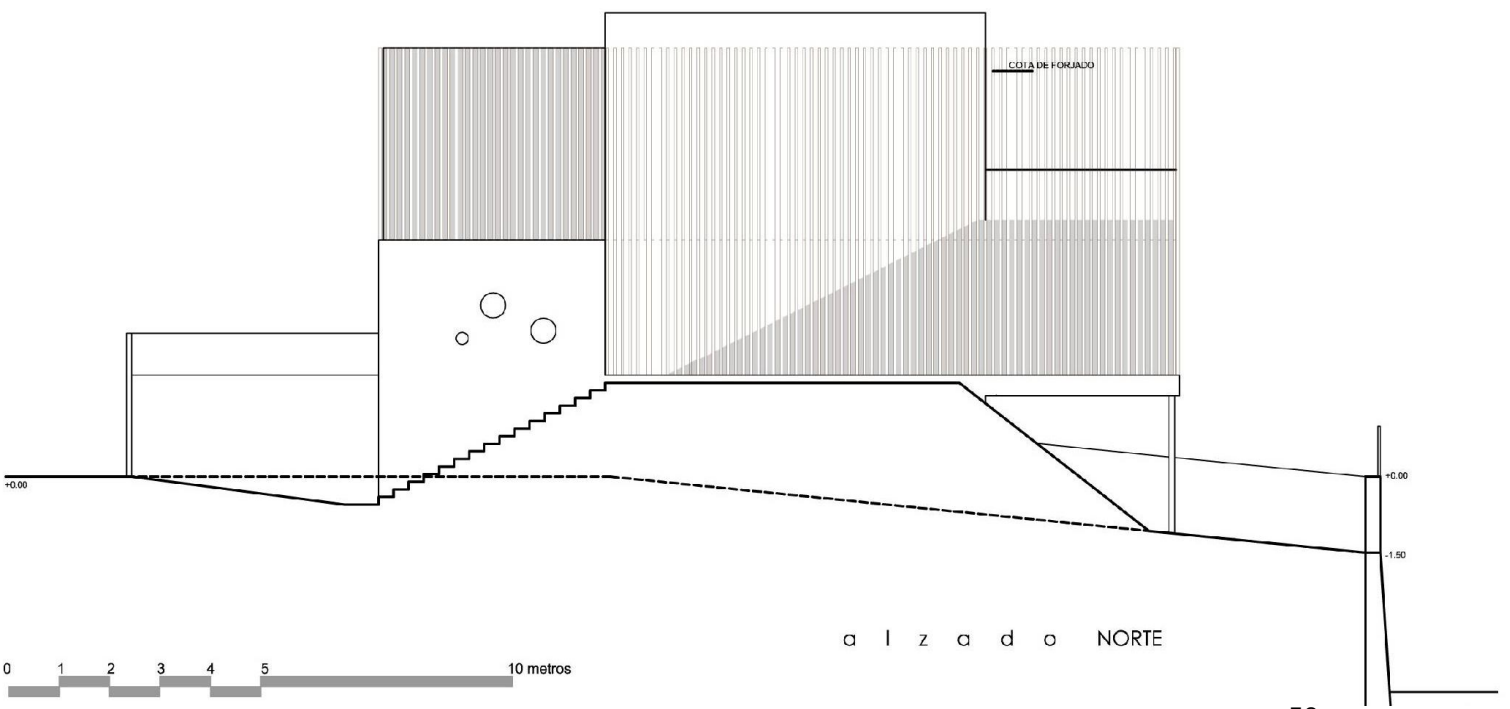 COTA DE FORJADO
+0.00
+0.00
-1.50
a l z a d o NORTE
0 1 2 3 4 5 10 metros